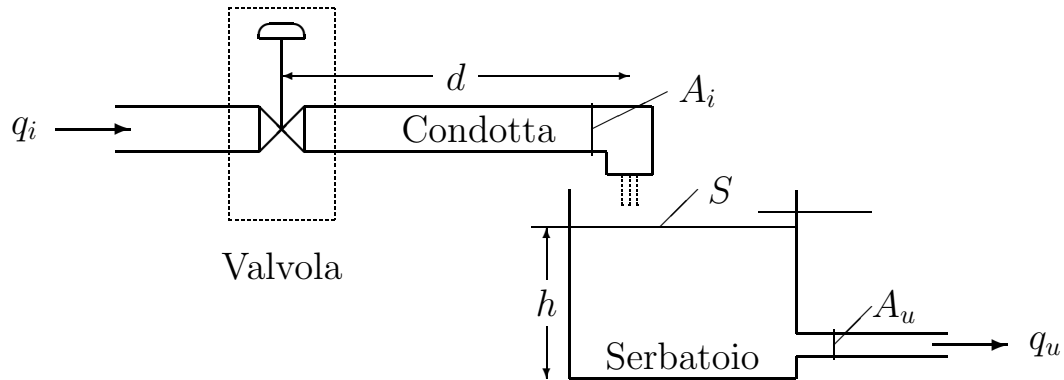 d
A_i
q_i
Condotta
S
Valvola
h
A_u
Serbatoio
q_u